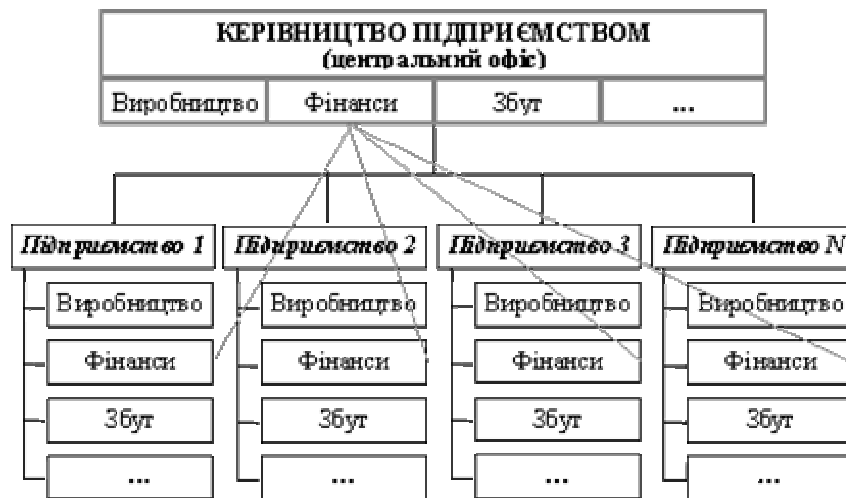 КЕРІВНИЦТВО ПІДПРИЄМСТВОМ
(центральний офіс)
Виробництво Фінанси Збут ...
Підприємство 1 Підприємство 2 Підприємство 3 Підприємство N
Виробництво Виробництво Виробництво Виробництво
Фінанси Фінанси Фінанси Фінанси
Збут Збут Збут Збут
... ... ... ...